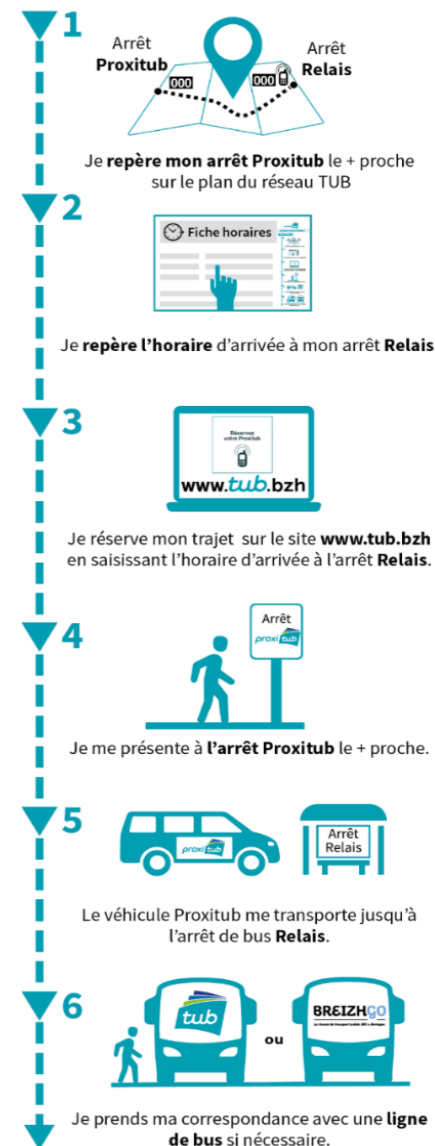 1
Arrêt
Proxitub
Arrêt
Relais
000
000
Je repère mon arrêt Proxitub le + proche
sur le plan du réseau TUB
2
Fiche horaires
Je repère l’horaire d’arrivée à mon arrêt Relais
3
Réservez
votre Proxitub
www.tub.bzh
Je réserve mon trajet sur le site www.tub.bzh
en saisissant l’horaire d’arrivée à l’arrêt Relais.
4
Arrêt
proxitub
Je me présente à l’arrêt Proxitub le + proche.
5
proxitub
Arrêt
Relais
Le véhicule Proxitub me transporte jusqu’à
l’arrêt de bus Relais.
6
tub
ou
BREIZHGO
Je prends ma correspondance avec une ligne
de bus si nécessaire.